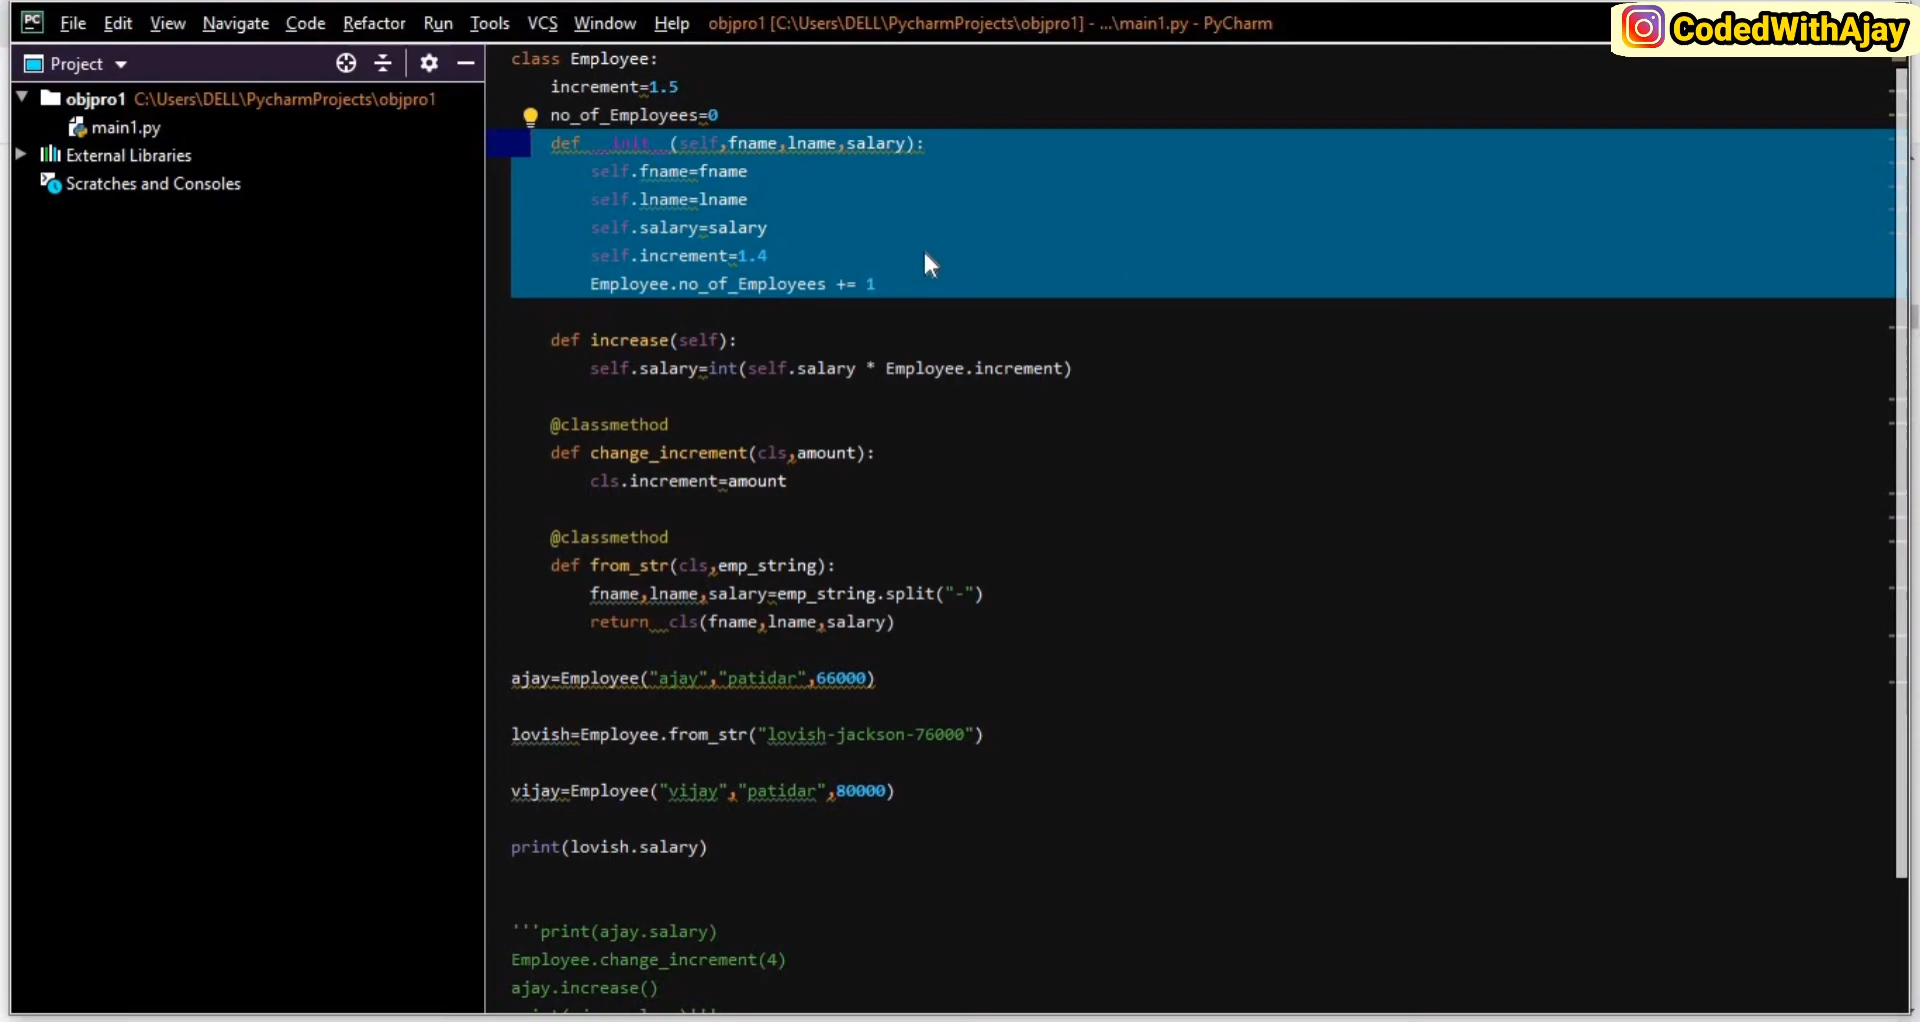 PC File Edit View Navigate Code Refactor Run Tools VCS Window Help objpro1 [C:\Users\DELL\PycharmProjects\objpro1] - ...\main1.py - PyCharm
CodedWithAjay
Project
objpro1 C:\Users\DELL\PycharmProjects\objpro1
main1.py
External Libraries
Scratches and Consoles
class Employee:
    increment=1.5
    no_of_Employees=0
    def __init__(self,fname,lname,salary):
        self.fname=fname
        self.lname=lname
        self.salary=salary
        self.increment=1.4
        Employee.no_of_Employees += 1
    def increase(self):
        self.salary=int(self.salary * Employee.increment)
    @classmethod
    def change_increment(cls,amount):
        cls.increment=amount
    @classmethod
    def from_str(cls,emp_string):
        fname,lname,salary=emp_string.split("-")
        return  cls(fname,lname,salary)
ajay=Employee("ajay","patidar",66000)
lovish=Employee.from_str("lovish-jackson-76000")
vijay=Employee("vijay","patidar",80000)
print(lovish.salary)
'''print(ajay.salary)
Employee.change_increment(4)
ajay.increase()